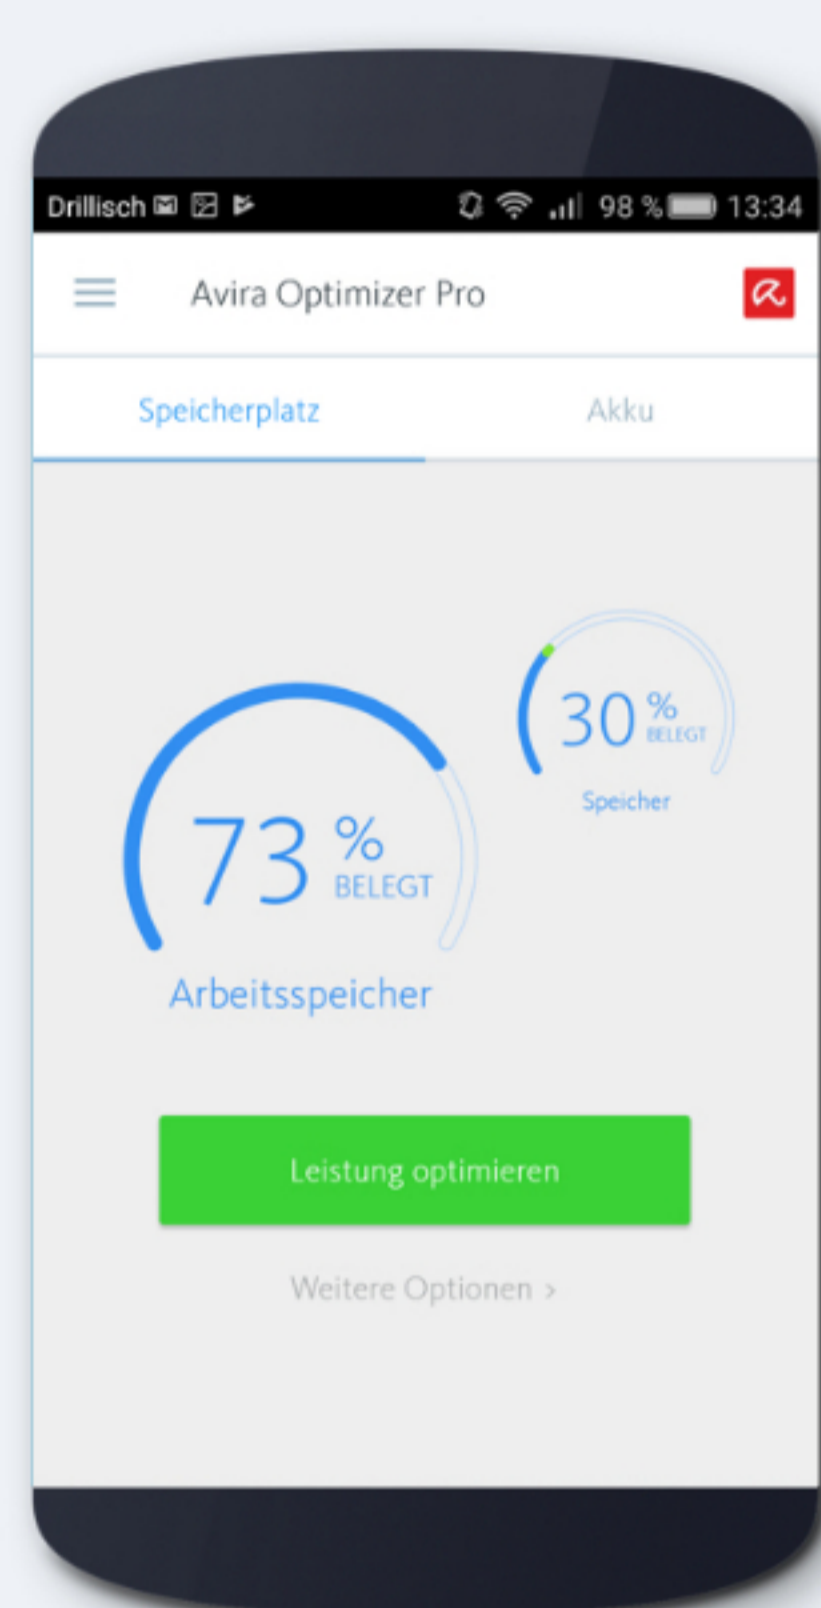 Drillisch 98 % 13:34
Avira Optimizer Pro
Speicherplatz Akku
30 % BELEGT
Speicher
73 % BELEGT
Arbeitsspeicher
Leistung optimieren
Weitere Optionen >